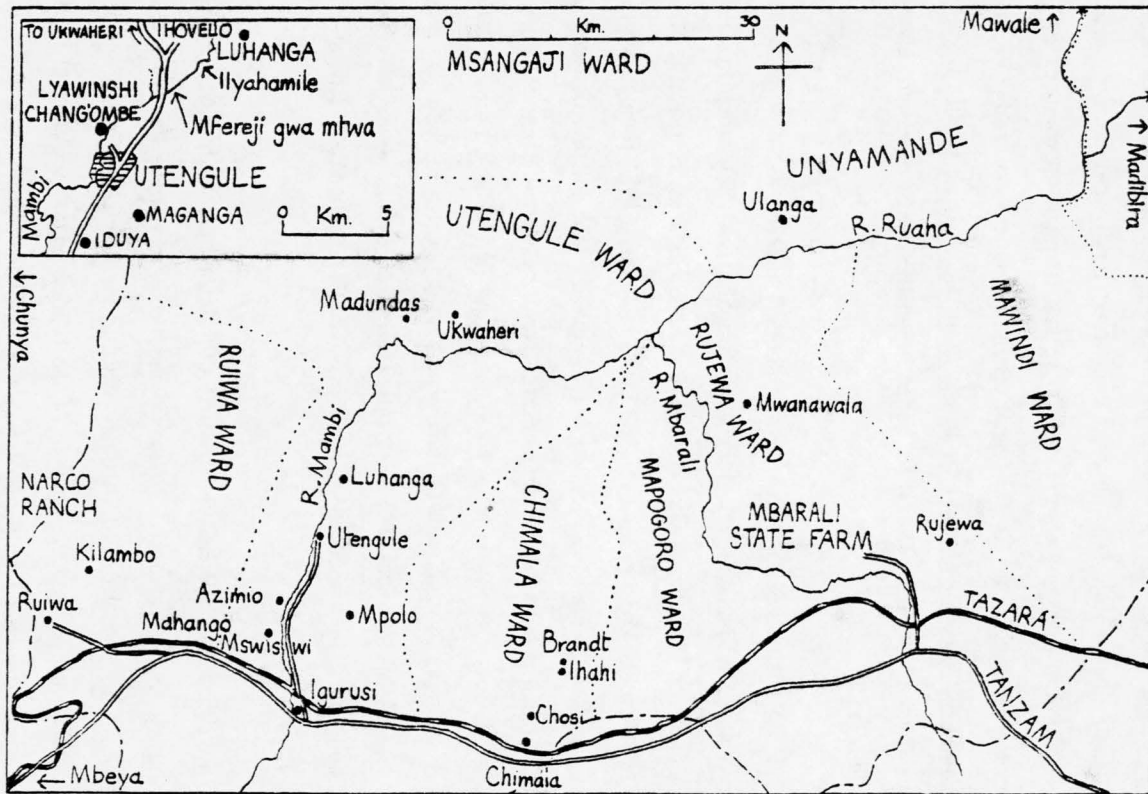 TO UKWAHERI
IHOVELLO
LUHANGA
Ilyahamile
LYAWINSHI
CHANG'OMBE
Mfereji gwa mtwa
UTENGULE
Mambi
MAGANGA
IDUYA
0 Km. 5
0 Km. 30
MSANGAJI WARD
N
Mawale
UNYAMANDE
Madibira
Ulanga
R. Ruaha
UTENGULE WARD
Chunya
Madundas
Ukwaheri
RUIWA WARD
RUJEWA WARD
MAWINDI WARD
Mwanawala
R. Mambi
R. Mbarali
NARCO
RANCH
Luhanga
CHIMALA WARD
MAPOGORO WARD
MBARALI
STATE FARM
Rujewa
Utengule
Kilambo
Azimio
Ruiwa
Mpolo
Mahango
Mswiswi
TAZARA
Brandt
Ihahi
Igurusi
Chosi
TANZAM
Mbeya
Chimala